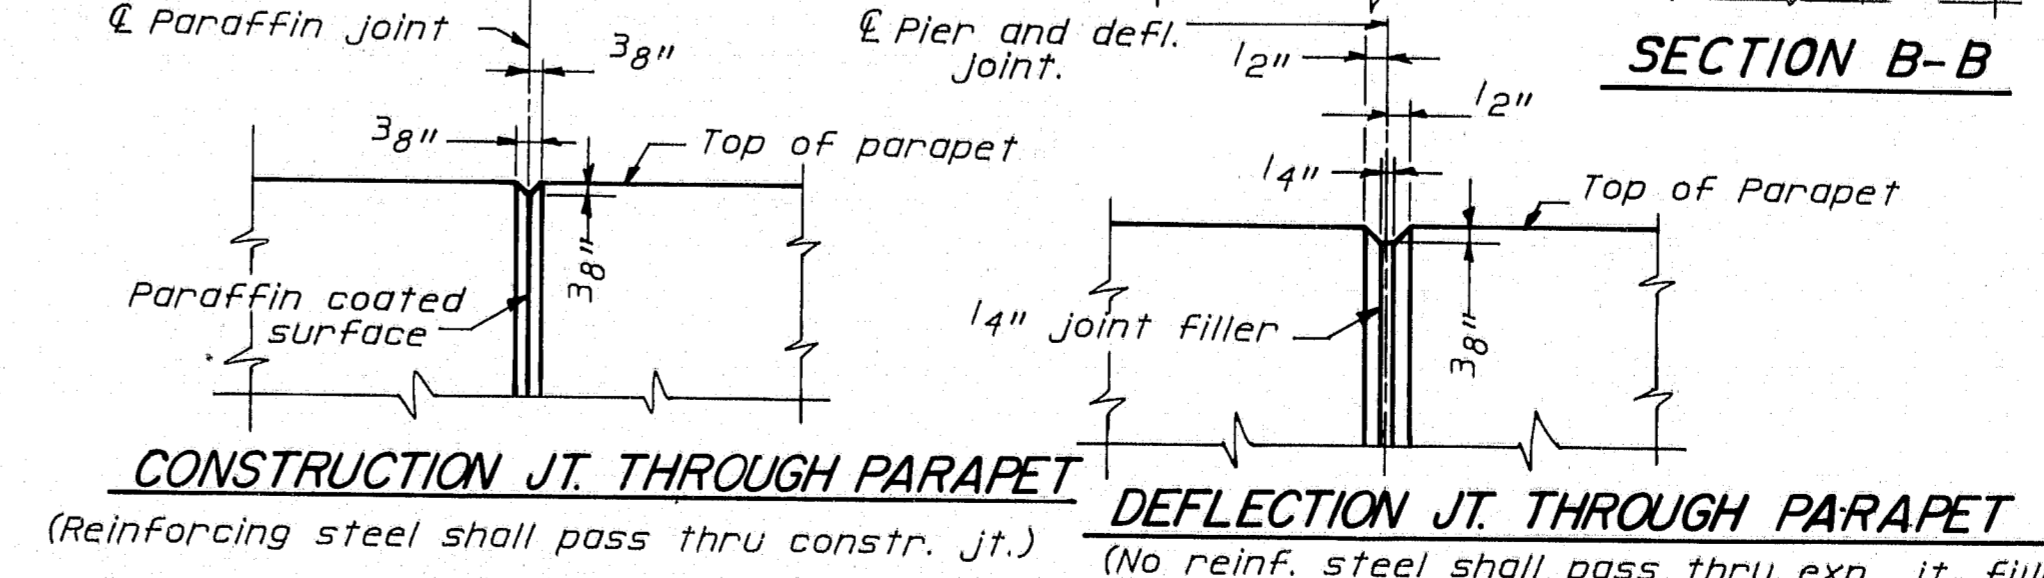 ℄ Paraffin joint
3/8"
3/8"
Top of parapet
3/8"
Paraffin coated
surface
CONSTRUCTION JT. THROUGH PARAPET
(Reinforcing steel shall pass thru constr. jt.)
℄ Pier and defl.
joint.
1/2"
1/2"
1/4"
Top of Parapet
1/4" joint filler
3/8"
DEFLECTION JT. THROUGH PARAPET
(No reinf. steel shall pass thru exp. jt.
SECTION B-B